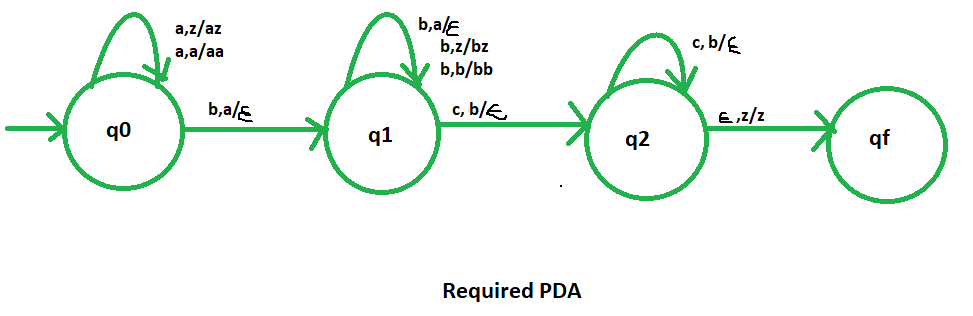 a,z/az
a,a/aa
b,a/ε
b,z/bz
b,b/bb
c, b/ε
q0
b,a/ε
q1
c, b/ε
q2
ε,z/z
qf
Required PDA